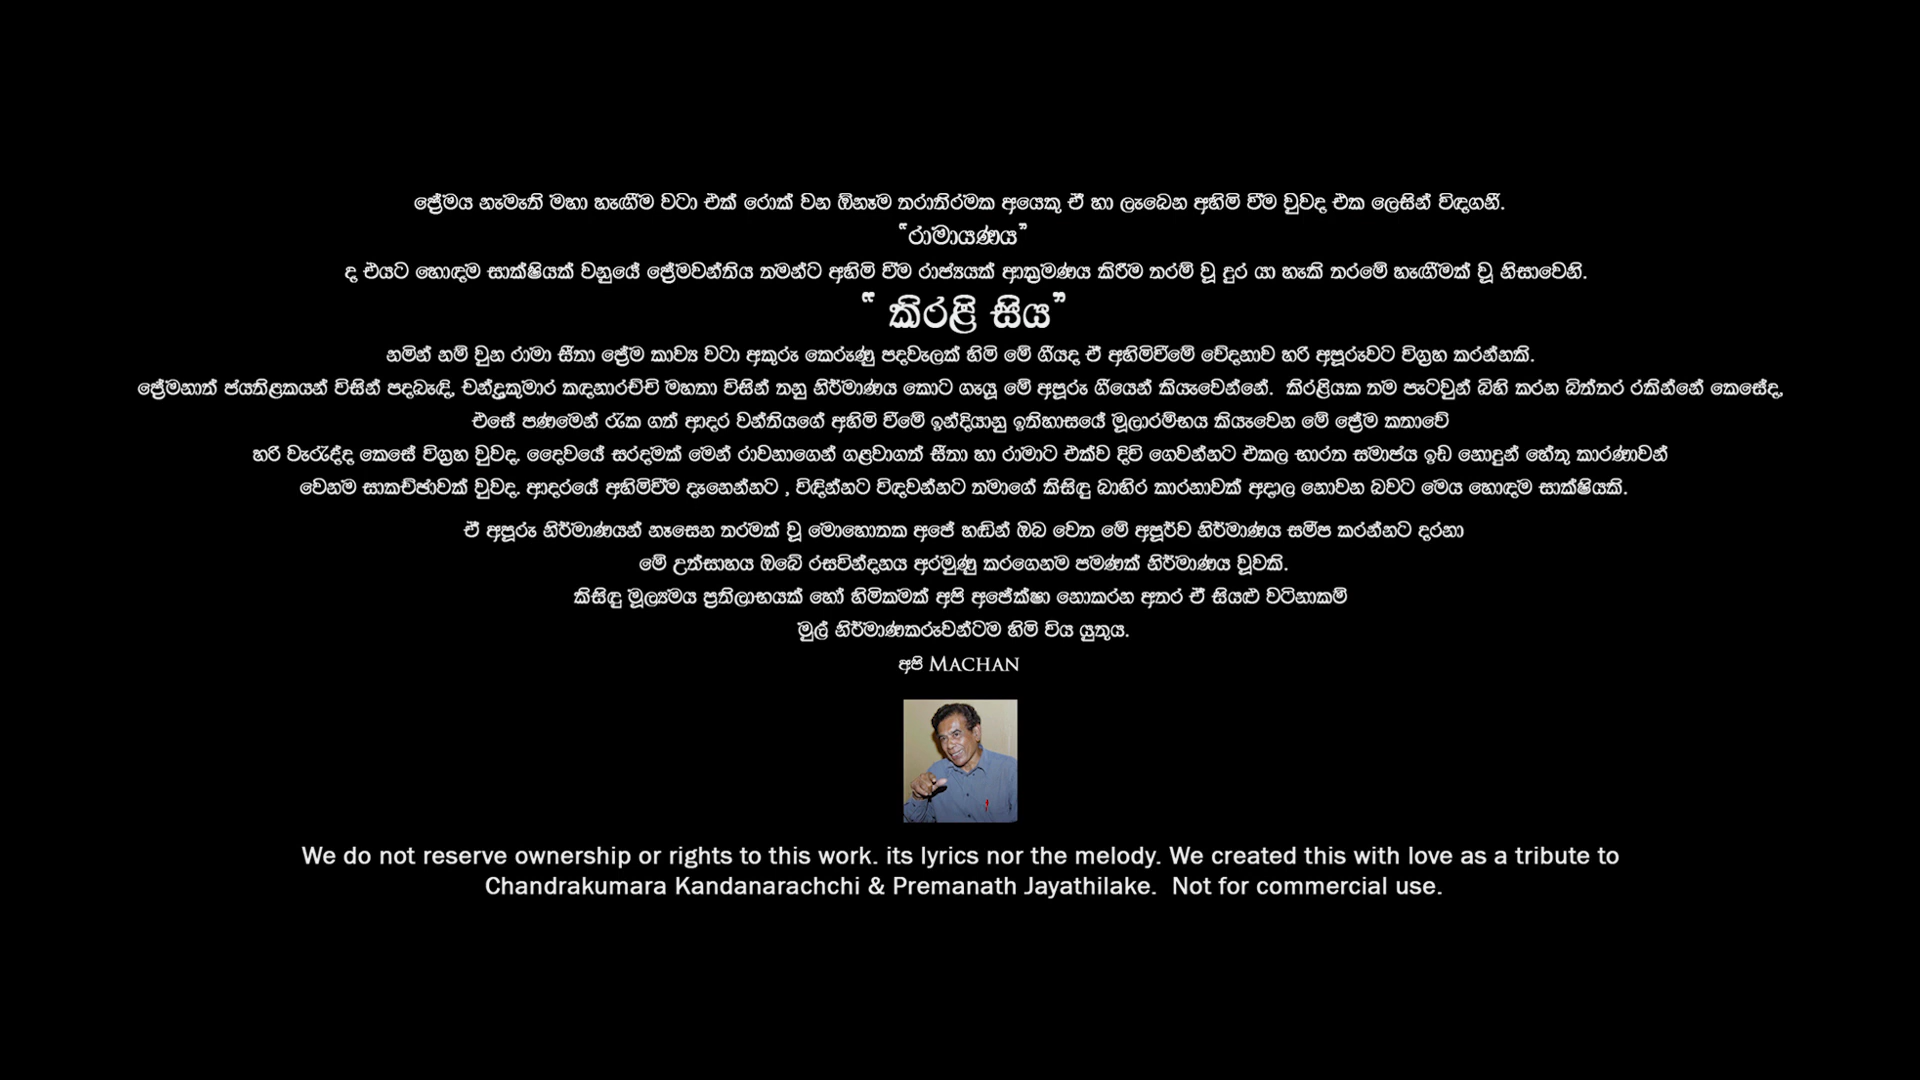 ප්‍රේමය නැමැති මහා හැඟීම වටා එක් රොක් වන ඕනෑම තරාතිරමක අයෙකු ඒ හා ලැබෙන අහිමි වීම වුවද එක ලෙසින් විඳගනී.
“රාමායණය”
ද එයට හොඳම සාක්ෂියක් වනුයේ ප්‍රේමවන්තිය තමන්ට අහිමි වීම රාජ්‍යයක් ආක්‍රමණය කිරීම තරම් වූ දුර යා හැකි තරමේ හැඟීමක් වූ නිසාවෙනි.
“ කිරළි සිය”
නමින් නම් වුන රාමා සීතා ප්‍රේම කාව්‍ය වටා අකුරු කෙරුණු පදවැලක් හිමි මේ ගීයද ඒ අහිමිවීමේ වේදනාව හරි අපූරුවට විග්‍රහ කරන්නකි.
ප්‍රේමනාත් ජයතිළකයන් විසින් පදබැඳි, චන්ද්‍රකුමාර කඳනාරච්චි මහතා විසින් තනු නිර්මාණය කොට ගැයූ මේ අපූරු ගීයෙන් කියෑවෙන්නේ.  කිරළියක තම පැටවුන් බිහි කරන බිත්තර රකින්නේ කෙසේද,
එසේ පණමෙන් රැක ගත් ආදර වන්තියගේ අහිමි වීමේ ඉන්දියානු ඉතිහාසයේ මූලාරම්භය කියෑවෙන මේ ප්‍රේම කතාවේ
හරි වැරැද්ද කෙසේ විග්‍රහ වුවද. දෛවයේ සරදමක් මෙන් රාවනාගෙන් ගළවාගත් සීතා හා රාමාට එක්ව දිවි ගෙවන්නට එකල භාරත සමාජය ඉඩ නොදුන් හේතු කාරණාවන්
වෙනම සාකච්ඡාවක් වුවද, ආදරයේ අහිමිවීම දැනෙන්නට , විඳින්නට විඳවන්නට තමාගේ කිසිඳු බාහිර කාරනාවක් අදාල නොවන බවට මෙය හොඳම සාක්ෂියකි.
ඒ අපූරු නිර්මාණයන් නෑසෙන තරමක් වූ මොහොතක අපේ හඬින් ඔබ වෙත මේ අපූර්ව නිර්මාණය සමීප කරන්නට දරනා
මේ උත්සාහය ඔබේ රසවින්දනය අරමුණු කරගෙනම පමණක් නිර්මාණය වූවකි.
කිසිඳු මූල්‍යමය ප්‍රතිලාභයක් හෝ හිමිකමක් අපි අපේක්ෂා නොකරන අතර ඒ සියළු වටිනාකම්
මුල් නිර්මාණකරුවන්ටම හිමි විය යුතුය.
අපි MACHAN
We do not reserve ownership or rights to this work. its lyrics nor the melody. We created this with love as a tribute to
Chandrakumara Kandanarachchi & Premanath Jayathilake.  Not for commercial use.